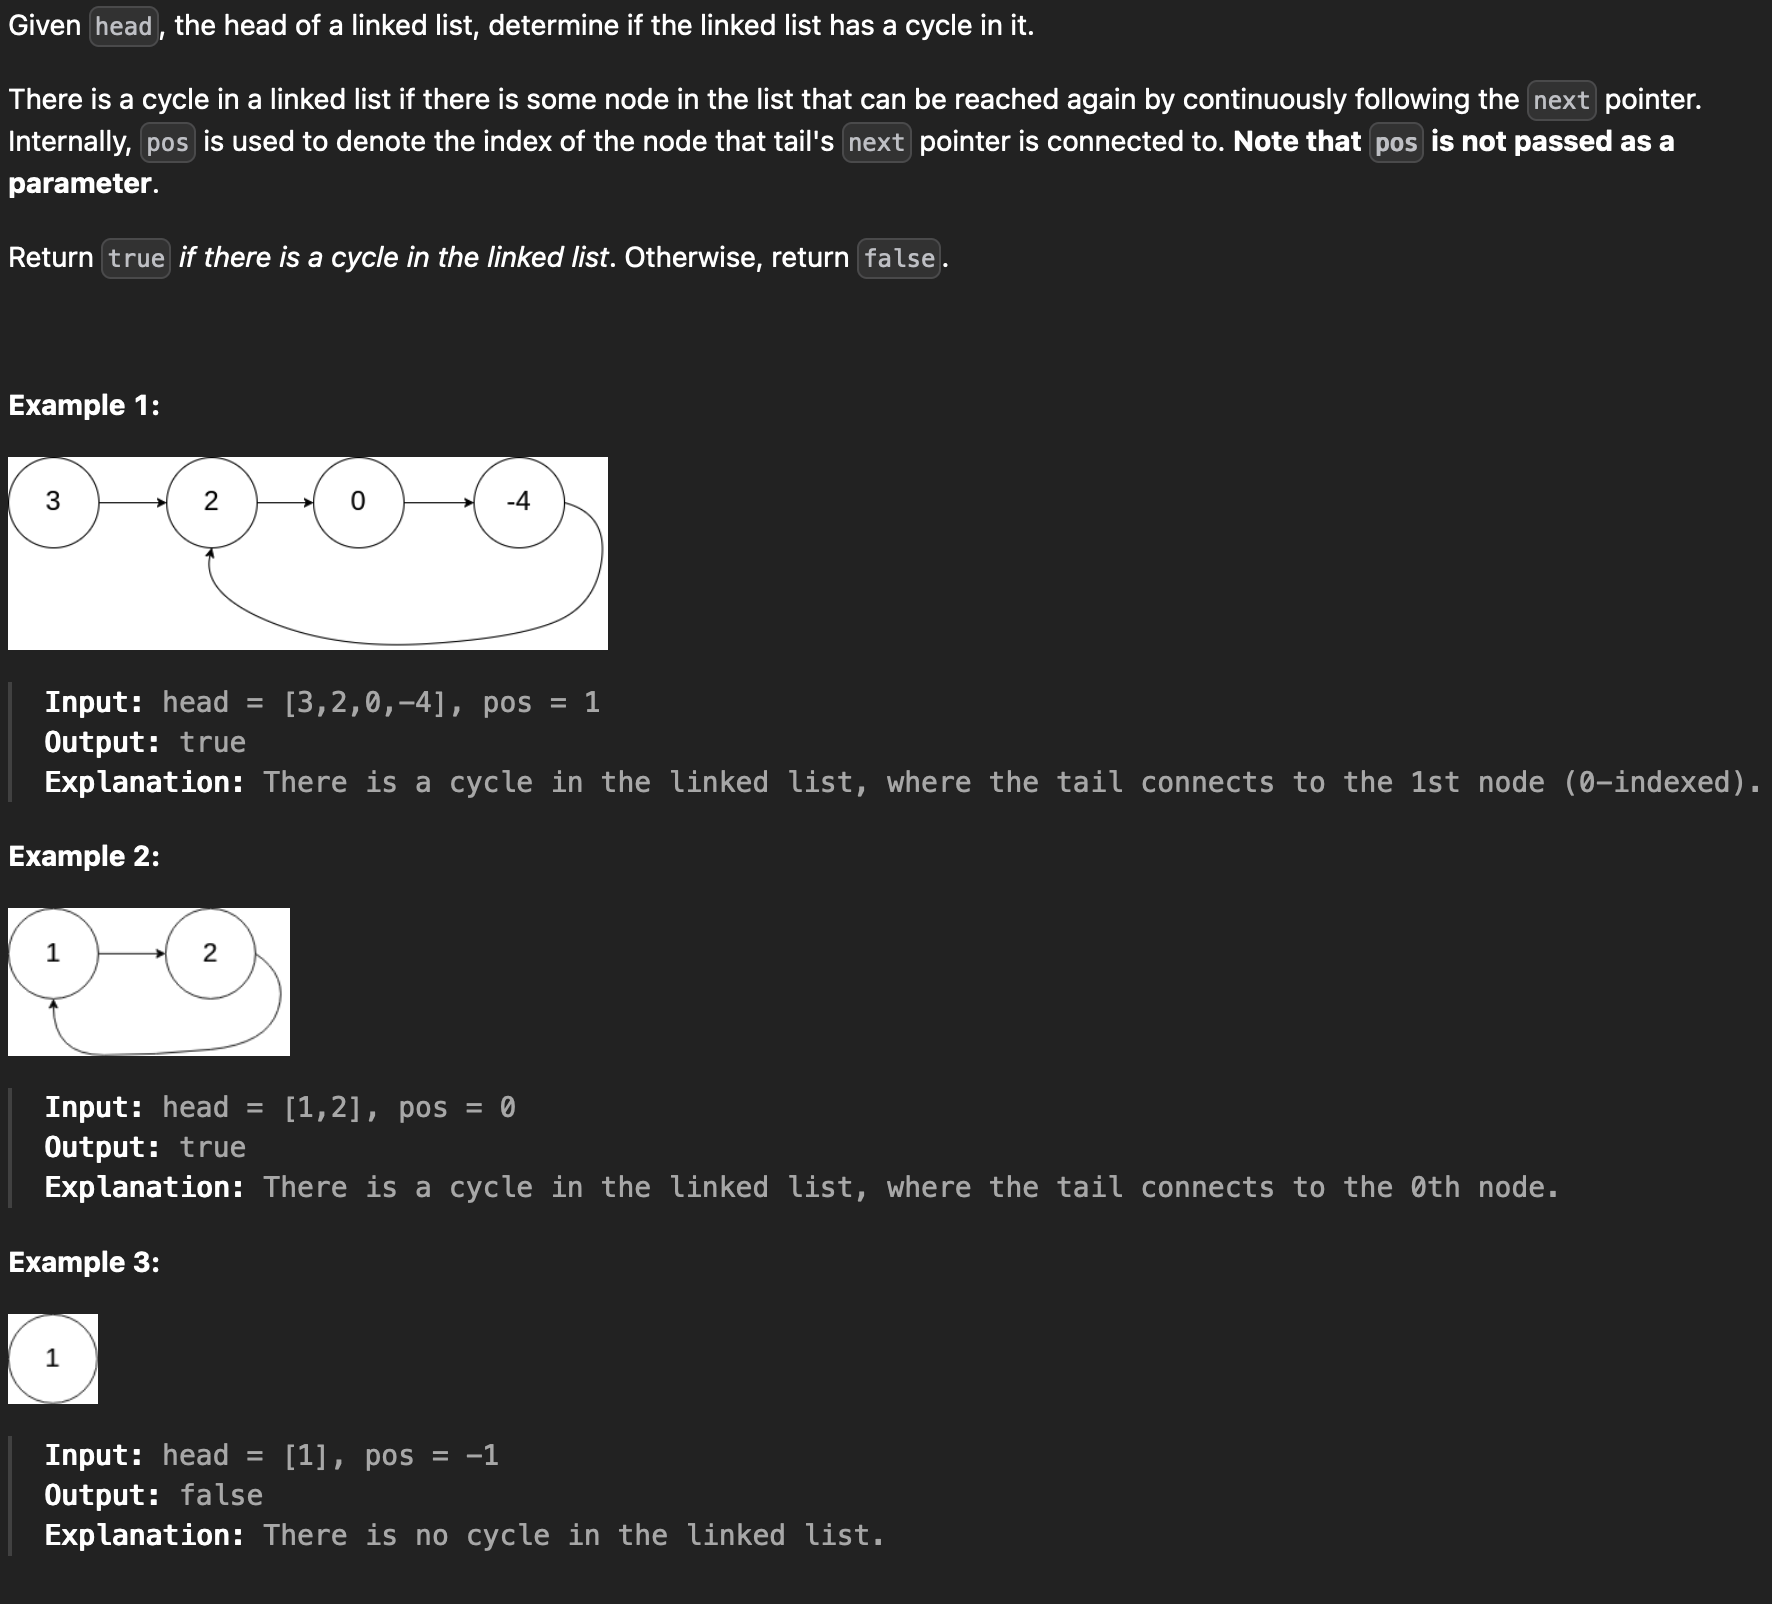 Given head, the head of a linked list, determine if the linked list has a cycle in it.
There is a cycle in a linked list if there is some node in the list that can be reached again by continuously following the next pointer.
Internally, pos is used to denote the index of the node that tail's next pointer is connected to. Note that pos is not passed as a
parameter.
Return true if there is a cycle in the linked list. Otherwise, return false.
Example 1:
3 2 0 -4
Input: head = [3,2,0,-4], pos = 1
Output: true
Explanation: There is a cycle in the linked list, where the tail connects to the 1st node (0-indexed).
Example 2:
1 2
Input: head = [1,2], pos = 0
Output: true
Explanation: There is a cycle in the linked list, where the tail connects to the 0th node.
Example 3:
1
Input: head = [1], pos = -1
Output: false
Explanation: There is no cycle in the linked list.